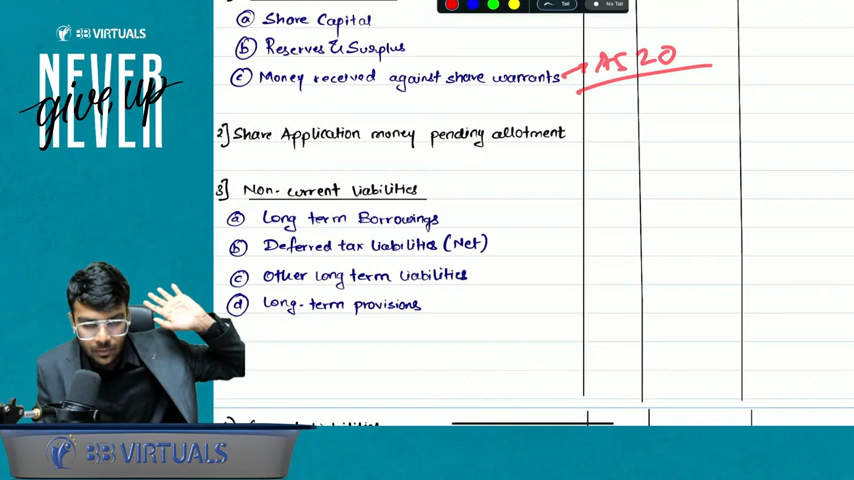 Tail
No Tail
BB VIRTUALS
NEVER
give up
NEVER
ⓐ Share Capital
ⓑ Reserves & Surplus
ⓒ Money received against share warrants → AS 20
2] Share Application money pending allotment
3] Non-current liabilities
ⓐ Long term Borrowings
ⓑ Deferred tax liabilities (Net)
ⓒ Other long term liabilities
ⓓ Long-term provisions
BB VIRTUALS